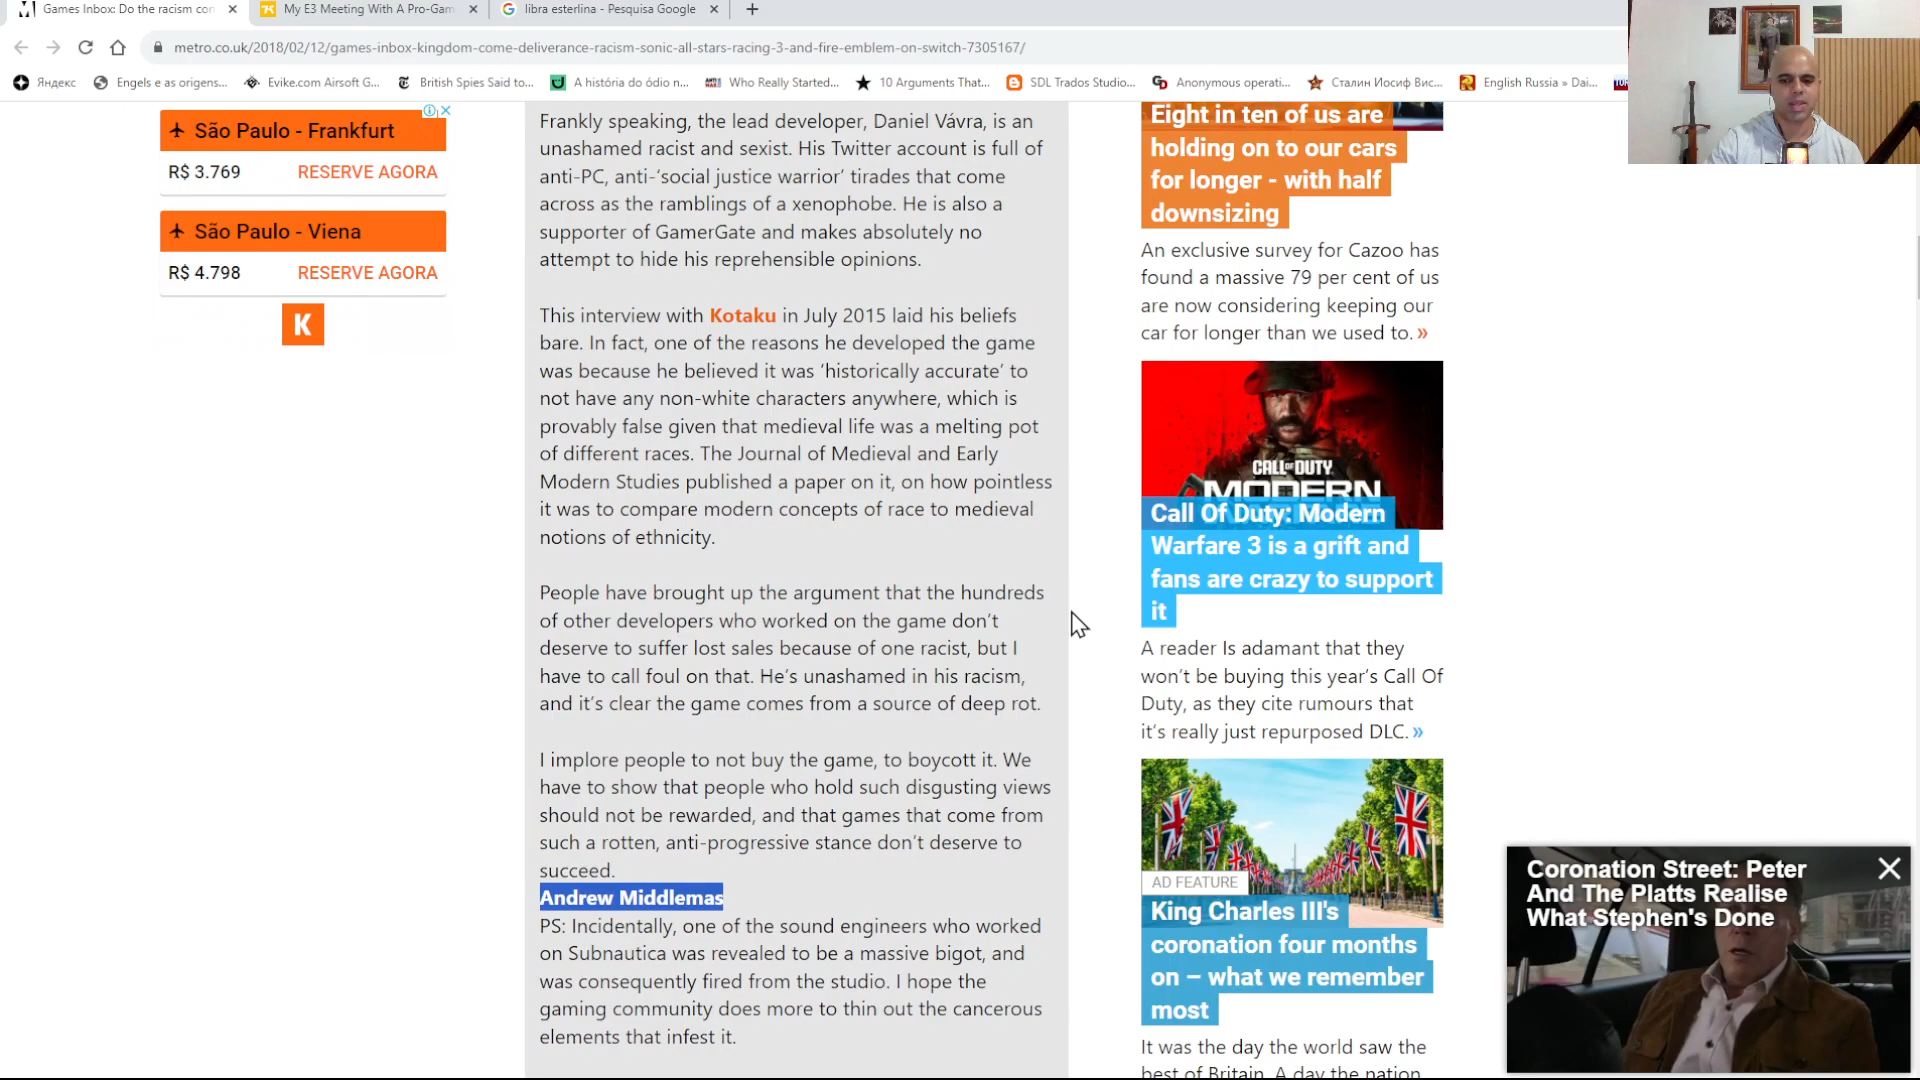 Games Inbox: Do the racism con
My E3 Meeting With A Pro-Gam
libra esterlina - Pesquisa Google
metro.co.uk/2018/02/12/games-inbox-kingdom-come-deliverance-racism-sonic-all-stars-racing-3-and-fire-emblem-on-switch-7305167/
Яндекс
Engels e as origens...
Evike.com Airsoft G...
British Spies Said to...
A história do ódio n...
Who Really Started...
10 Arguments That...
SDL Trados Studio...
Anonymous operati...
Сталин Иосиф Вис...
English Russia » Dai...
São Paulo - Frankfurt
R$ 3.769 RESERVE AGORA
São Paulo - Viena
R$ 4.798 RESERVE AGORA
K
Frankly speaking, the lead developer, Daniel Vávra, is an
unashamed racist and sexist. His Twitter account is full of
anti-PC, anti-‘social justice warrior’ tirades that come
across as the ramblings of a xenophobe. He is also a
supporter of GamerGate and makes absolutely no
attempt to hide his reprehensible opinions.
This interview with Kotaku in July 2015 laid his beliefs
bare. In fact, one of the reasons he developed the game
was because he believed it was ‘historically accurate’ to
not have any non-white characters anywhere, which is
provably false given that medieval life was a melting pot
of different races. The Journal of Medieval and Early
Modern Studies published a paper on it, on how pointless
it was to compare modern concepts of race to medieval
notions of ethnicity.
People have brought up the argument that the hundreds
of other developers who worked on the game don’t
deserve to suffer lost sales because of one racist, but I
have to call foul on that. He’s unashamed in his racism,
and it’s clear the game comes from a source of deep rot.
I implore people to not buy the game, to boycott it. We
have to show that people who hold such disgusting views
should not be rewarded, and that games that come from
such a rotten, anti-progressive stance don’t deserve to
succeed.
Andrew Middlemas
PS: Incidentally, one of the sound engineers who worked
on Subnautica was revealed to be a massive bigot, and
was consequently fired from the studio. I hope the
gaming community does more to thin out the cancerous
elements that infest it.
Eight in ten of us are
holding on to our cars
for longer - with half
downsizing
An exclusive survey for Cazoo has
found a massive 79 per cent of us
are now considering keeping our
car for longer than we used to. »
CALL OF DUTY
MODERN
Call Of Duty: Modern
Warfare 3 is a grift and
fans are crazy to support
it
A reader Is adamant that they
won’t be buying this year’s Call Of
Duty, as they cite rumours that
it’s really just repurposed DLC. »
AD FEATURE
King Charles III's
coronation four months
on – what we remember
most
It was the day the world saw the
best of Britain. A day the nation
Coronation Street: Peter
And The Platts Realise
What Stephen's Done